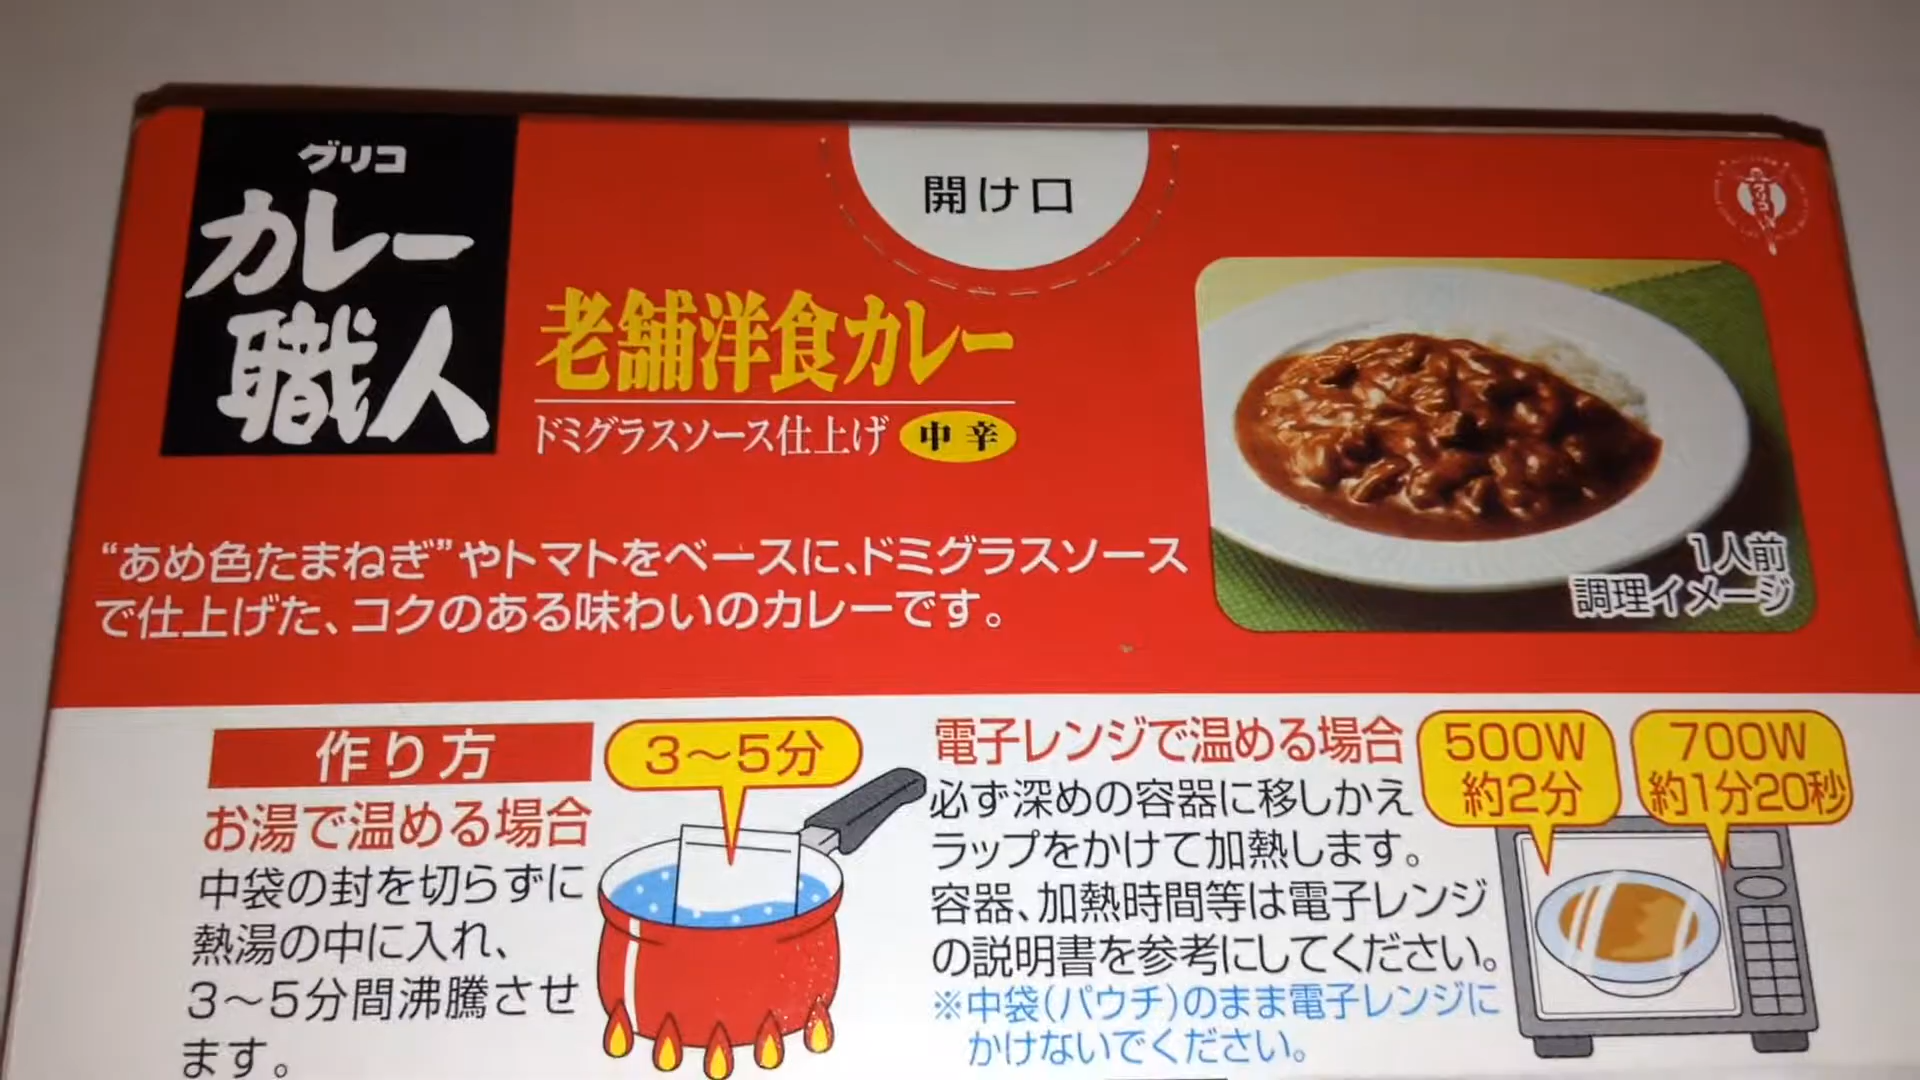 グリコ
カレー
職人
開け口
老舗洋食カレー
ドミグラスソース仕上げ 中辛
“あめ色たまねぎ”やトマトをベースに、ドミグラスソース
で仕上げた、コクのある味わいのカレーです。
1人前
調理イメージ
作り方
お湯で温める場合
3～5分
中袋の封を切らずに
熱湯の中に入れ、
3～5分間沸騰させ
ます。
電子レンジで温める場合
500W
約2分
700W
約1分20秒
必ず深めの容器に移しかえ
ラップをかけて加熱します。
容器、加熱時間等は電子レンジ
の説明書を参考にしてください。
※中袋(パウチ)のまま電子レンジに
かけないでください。